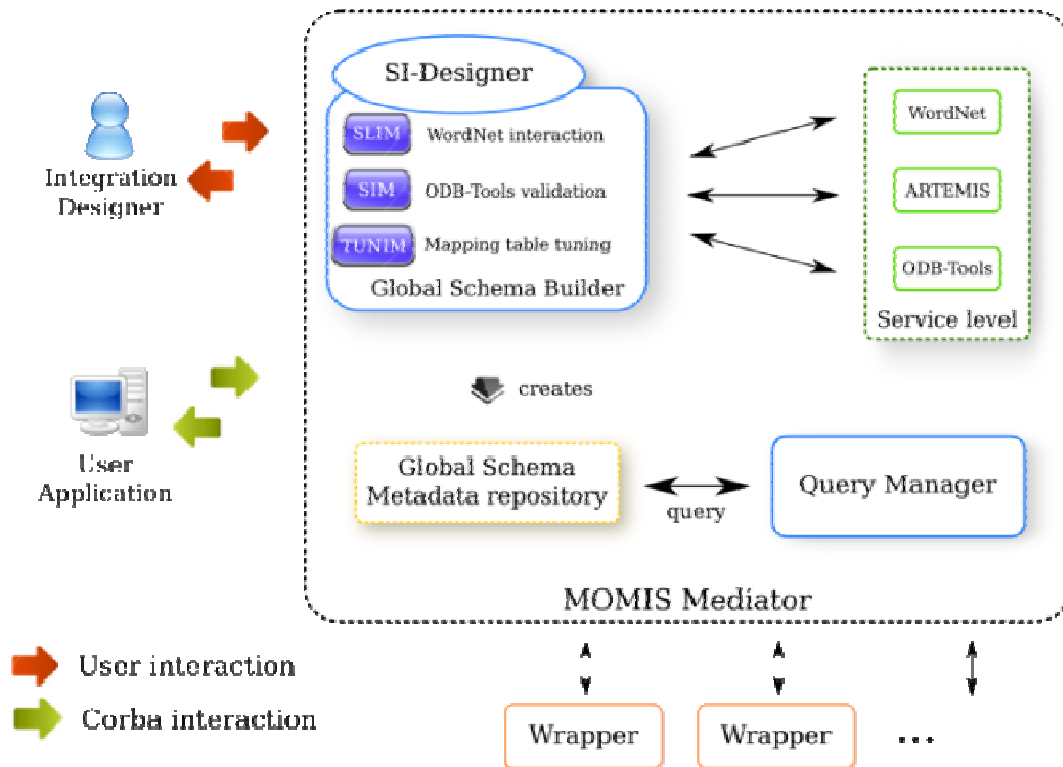 SI-Designer
SLIM WordNet interaction
SIM ODB-Tools validation
TUNIM Mapping table tuning
Global Schema Builder
WordNet
ARTEMIS
ODB-Tools
Service level
Integration
Designer
creates
User
Application
Global Schema
Metadata repository
query
Query Manager
MOMIS Mediator
User interaction
Corba interaction
Wrapper
Wrapper
...